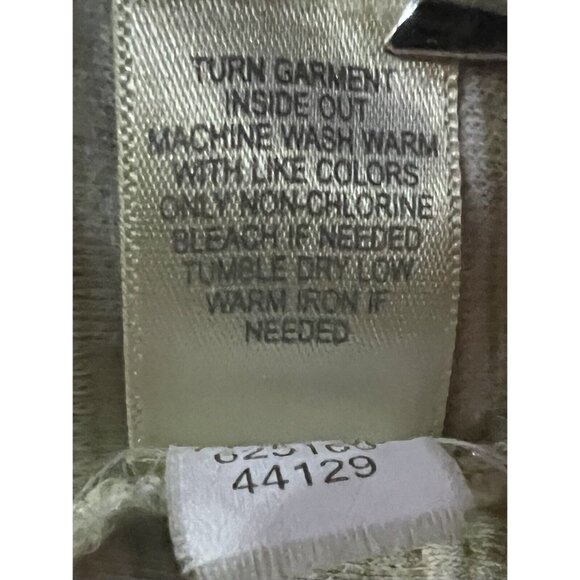 TURN GARMENT
INSIDE OUT
MACHINE WASH WARM
WITH LIKE COLORS
ONLY NON-CHLORINE
BLEACH IF NEEDED
TUMBLE DRY LOW
WARM IRON IF
NEEDED
44129